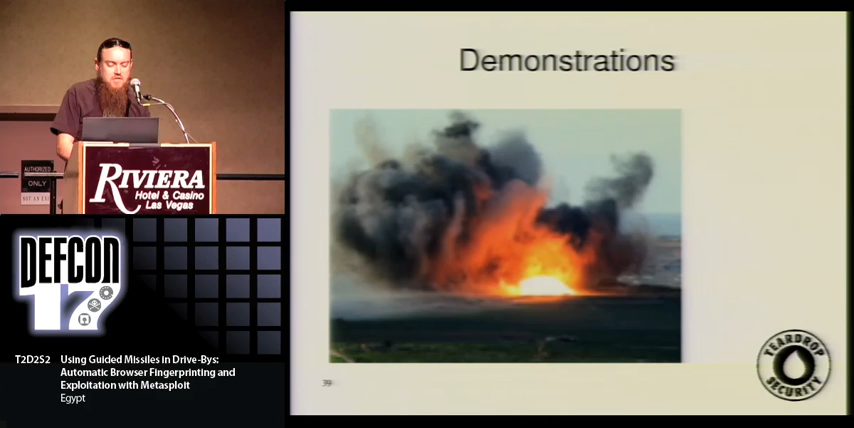 Demonstrations
AUTHORIZED
ONLY
RIVIERA
Hotel & Casino
Las Vegas
DEFCON
17
T2D2S2 Using Guided Missiles in Drive-Bys:
Automatic Browser Fingerprinting and
Exploitation with Metasploit
Egypt
39
TEARDROP
SECURITY